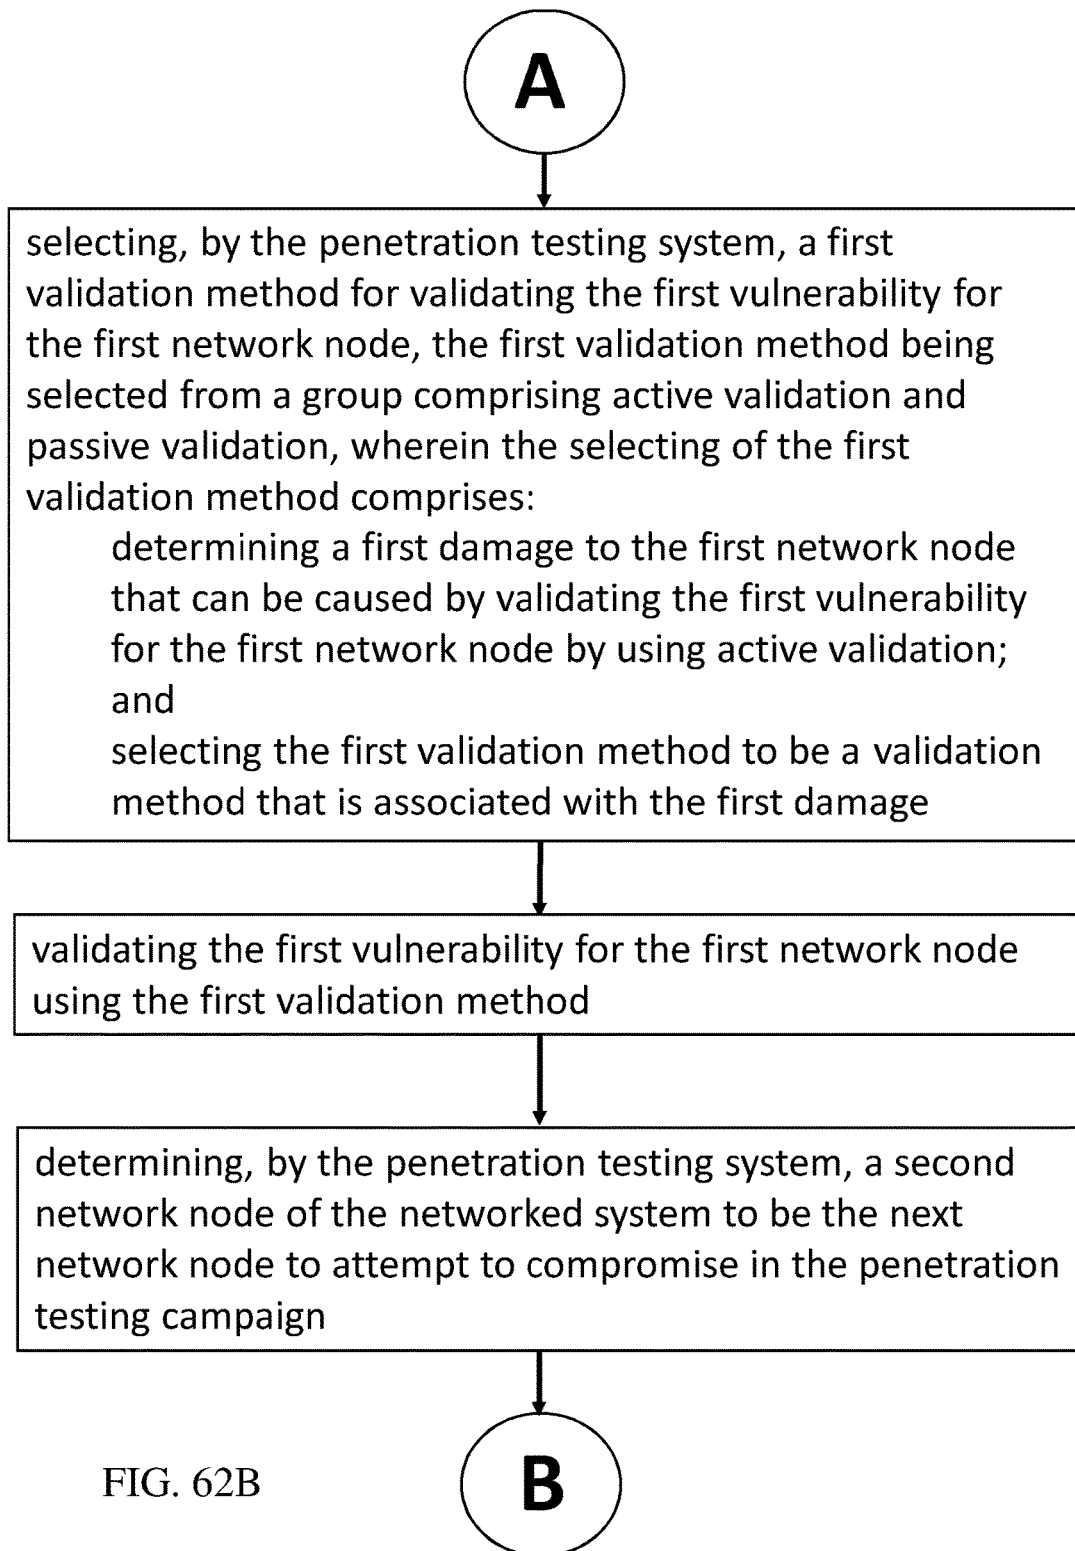 A
selecting, by the penetration testing system, a first
validation method for validating the first vulnerability for
the first network node, the first validation method being
selected from a group comprising active validation and
passive validation, wherein the selecting of the first
validation method comprises:
determining a first damage to the first network node
that can be caused by validating the first vulnerability
for the first network node by using active validation;
and
selecting the first validation method to be a validation
method that is associated with the first damage
validating the first vulnerability for the first network node
using the first validation method
determining, by the penetration testing system, a second
network node of the networked system to be the next
network node to attempt to compromise in the penetration
testing campaign
FIG. 62B
B